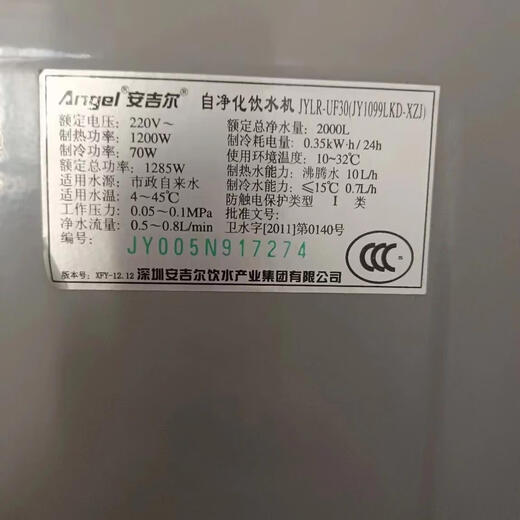 Angel®安吉尔® 自净化饮水机 JYLR-UF30(JY1099LKD-XZJ)
额定电压: 220V~
制热功率: 1200W
制冷功率: 70W
额定总功率: 1285W
适用水源: 市政自来水
适用水温: 4~45℃
工作压力: 0.05~0.1MPa
净水流量: 0.5~0.8L/min
编号: JY005N917274
额定总净水量: 2000L
制冷耗电量: 0.35kW·h/24h
使用环境温度: 10~32℃
制热水能力: 沸腾水 10L/h
制冷水能力: ≤15℃ 0.7L/h
防触电保护类型: I 类
批准文号:
卫水字[2011]第0140号
CCC
S
版本号: XFY-12.12 深圳安吉尔饮水产业集团有限公司